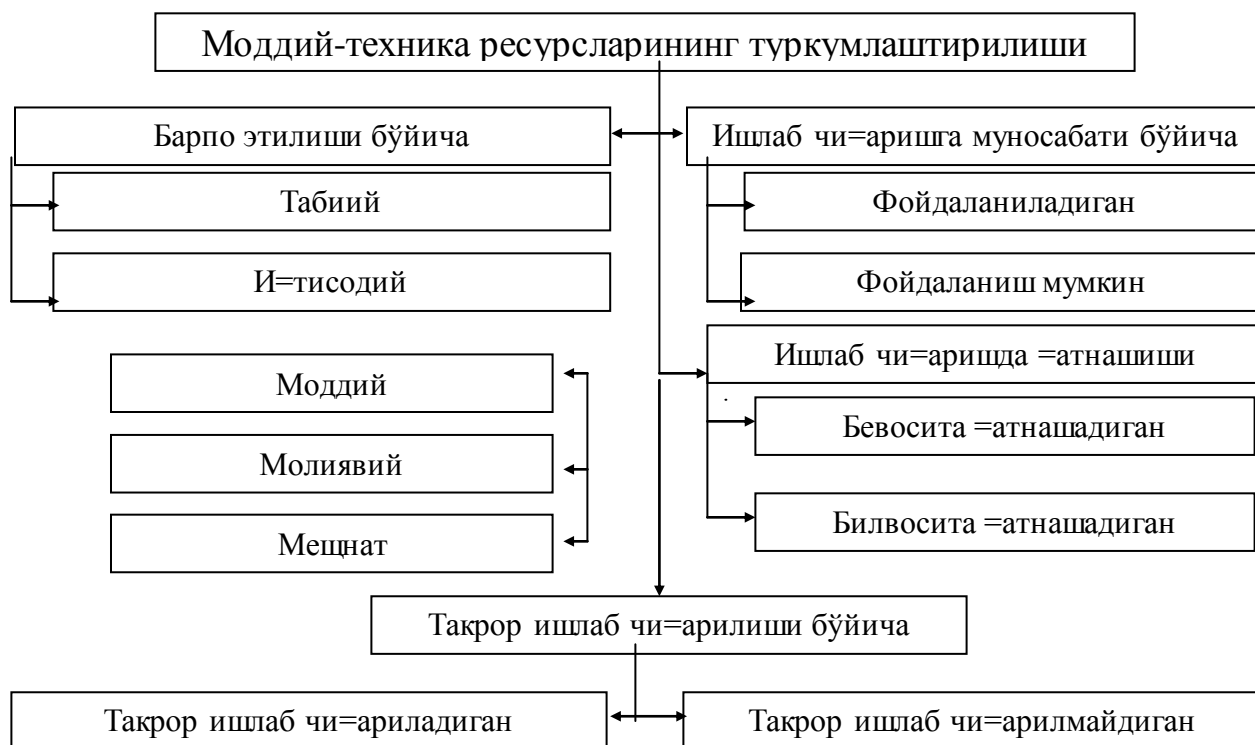 Моддий-техника ресурсларининг туркумлаштирилиши
Барпо этилиши бўйича
Ишлаб чи=аришга муносабати бўйича
Табиий
Фойдаланиладиган
И=тисодий
Фойдаланиш мумкин
Ишлаб чи=аришда =атнашиши
Моддий
Бевосита =атнашадиган
Молиявий
Билвосита =атнашадиган
Мещнат
Такрор ишлаб чи=арилиши бўйича
Такрор ишлаб чи=ариладиган
Такрор ишлаб чи=арилмайдиган